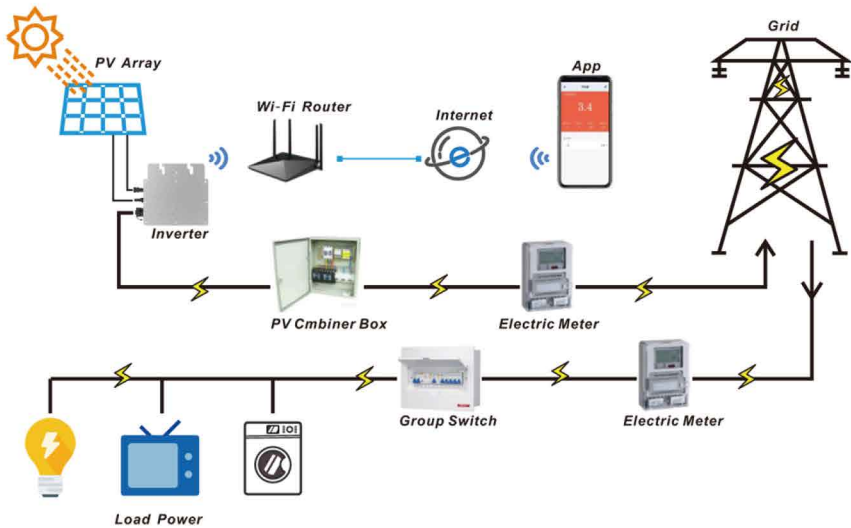 Grid
PV Array
App
Wi-Fi Router
Internet
3.4
Inverter
PV Cmbiner Box
Electric Meter
Group Switch
Electric Meter
Load Power